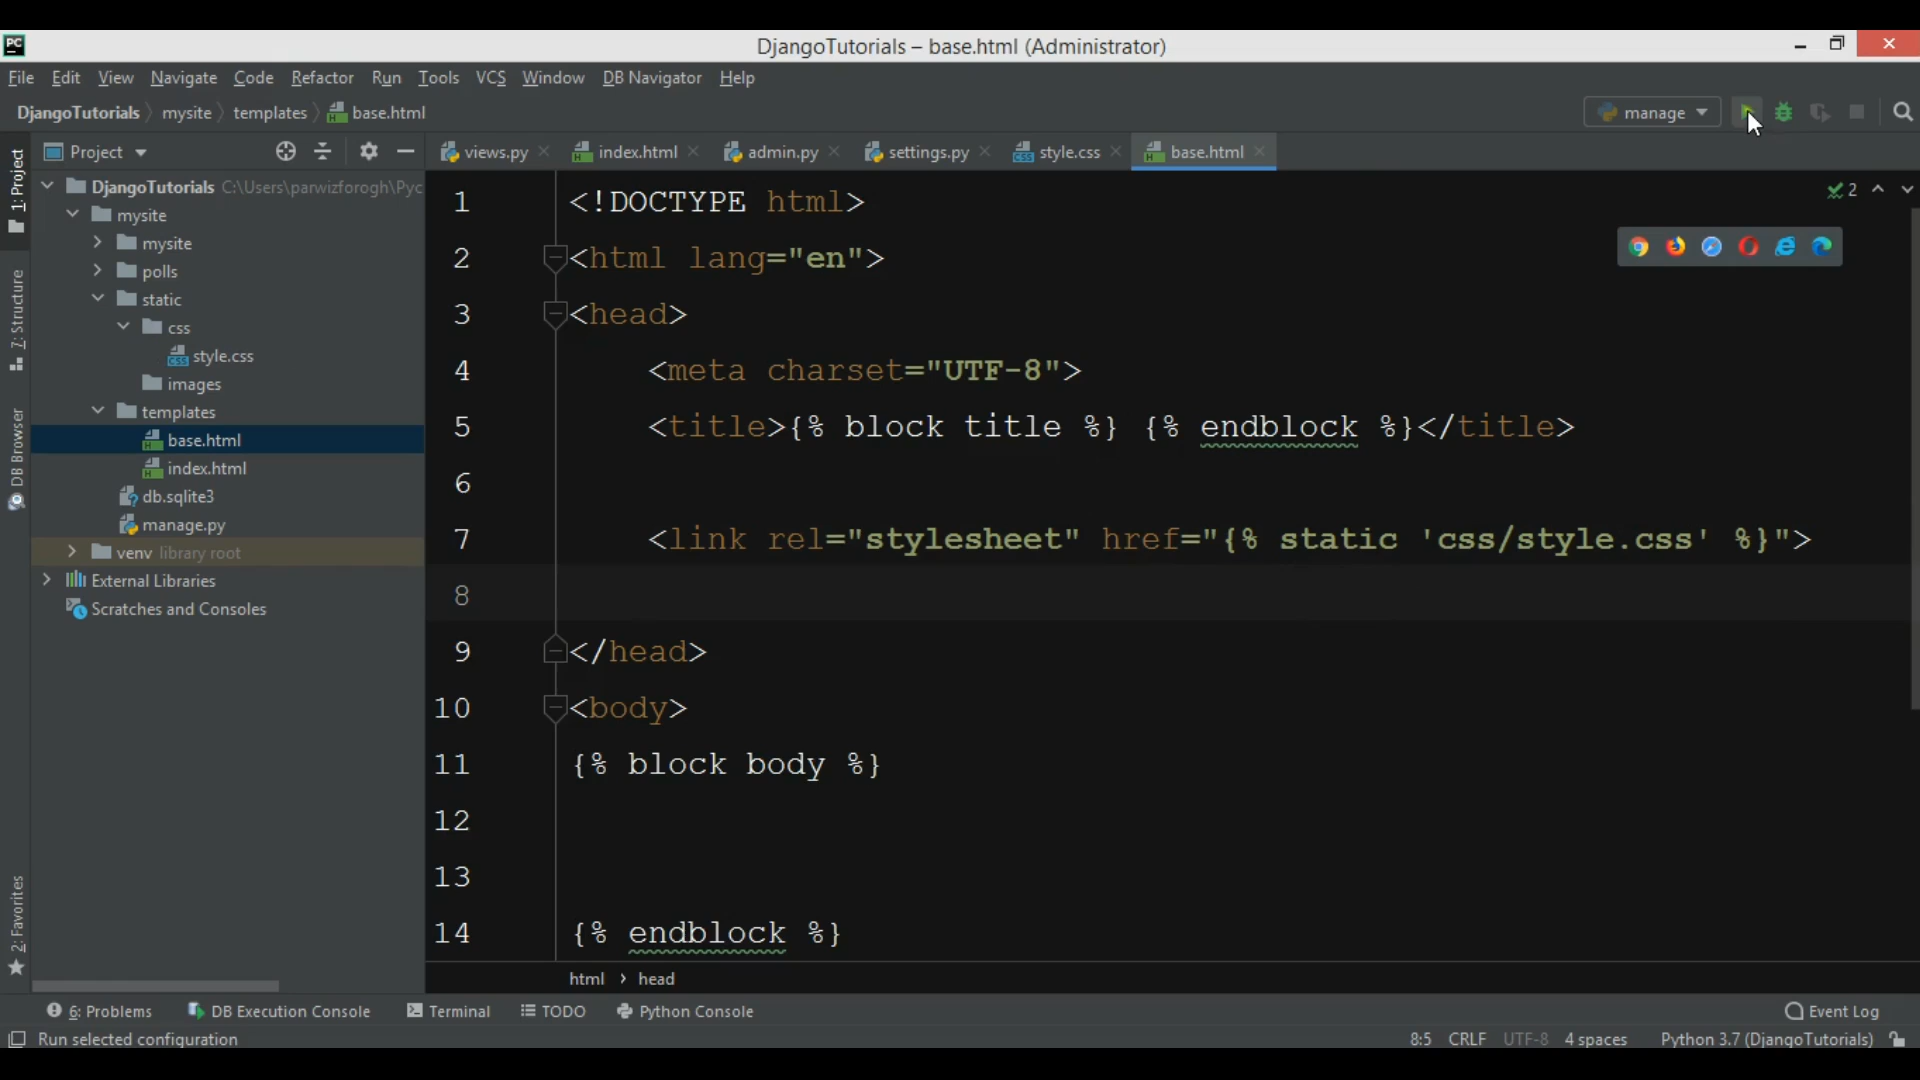 PC
DjangoTutorials – base.html (Administrator)
File Edit View Navigate Code Refactor Run Tools VCS Window DB Navigator Help
DjangoTutorials mysite templates base.html
manage
Project
views.py index.html admin.py settings.py style.css base.html
1: Project
7: Structure
DB Browser
2: Favorites
DjangoTutorials C:\Users\parwizforogh\Pyc
mysite
mysite
polls
static
css
style.css
images
templates
base.html
index.html
db.sqlite3
manage.py
venv library root
External Libraries
Scratches and Consoles
2
1 <!DOCTYPE html>
2 <html lang="en">
3 <head>
4 <meta charset="UTF-8">
5 <title>{% block title %} {% endblock %}</title>
6
7 <link rel="stylesheet" href="{% static 'css/style.css' %}">
8
9 </head>
10 <body>
11 {% block body %}
12
13
14 {% endblock %}
html › head
6: Problems DB Execution Console Terminal TODO Python Console Event Log
Run selected configuration 8:5 CRLF UTF-8 4 spaces Python 3.7 (DjangoTutorials)